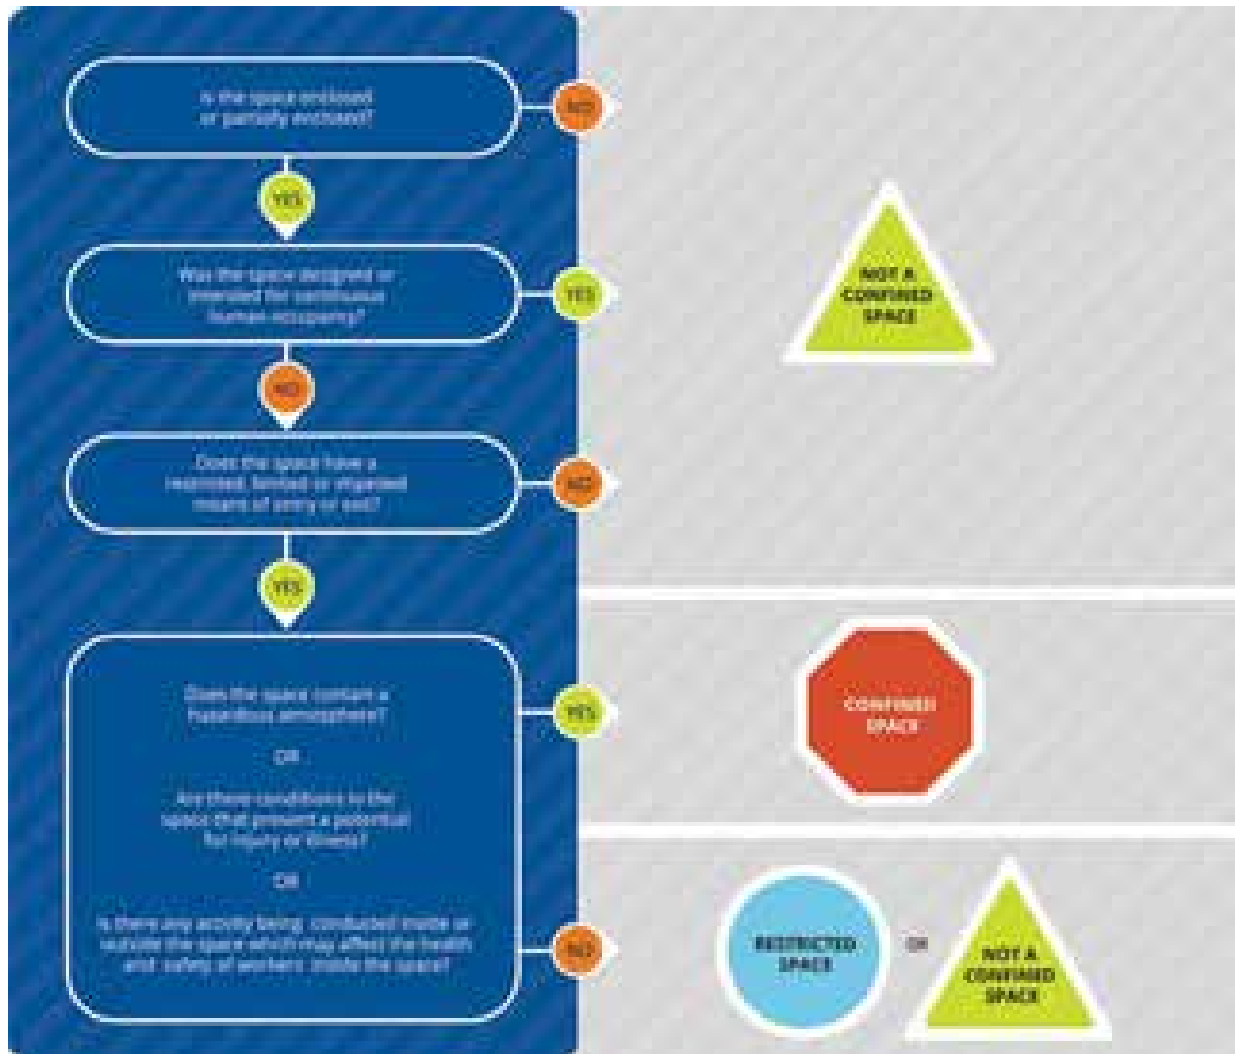 Is the space enclosed
or partially enclosed?
NO
YES
Was the space designed or
intended for continuous
human occupancy?
YES
NO
Does the space have a
restricted, limited or impaired
means of entry or exit?
NO
YES
NOT A
CONFINED
SPACE
Does the space contain a
hazardous atmosphere?
OR
Are there conditions in the
space that present a potential
for injury or illness?
OR
Is there any activity being, conducted inside or
outside the space which may affect the health
and safety of workers inside the space?
YES
CONFINED
SPACE
NO
RESTRICTED
SPACE
OR
NOT A
CONFINED
SPACE